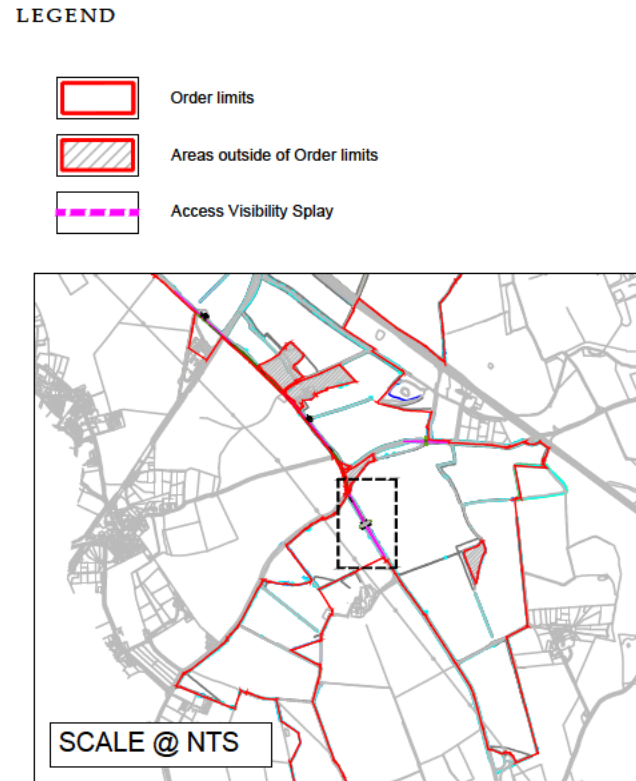 LEGEND
Order limits
Areas outside of Order limits
Access Visibility Splay
SCALE @ NTS